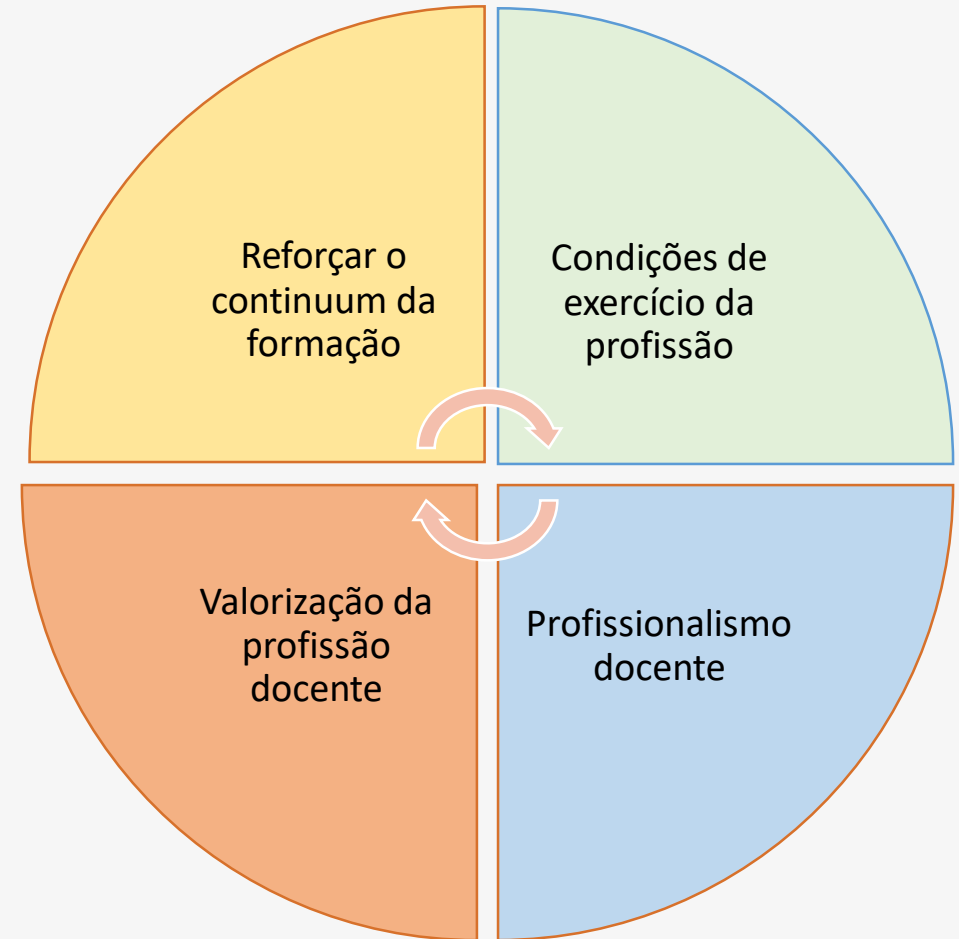 Reforçar o
continuum da
formação
Condições de
exercício da
profissão
Valorização da
profissão
docente
Profissionalismo
docente